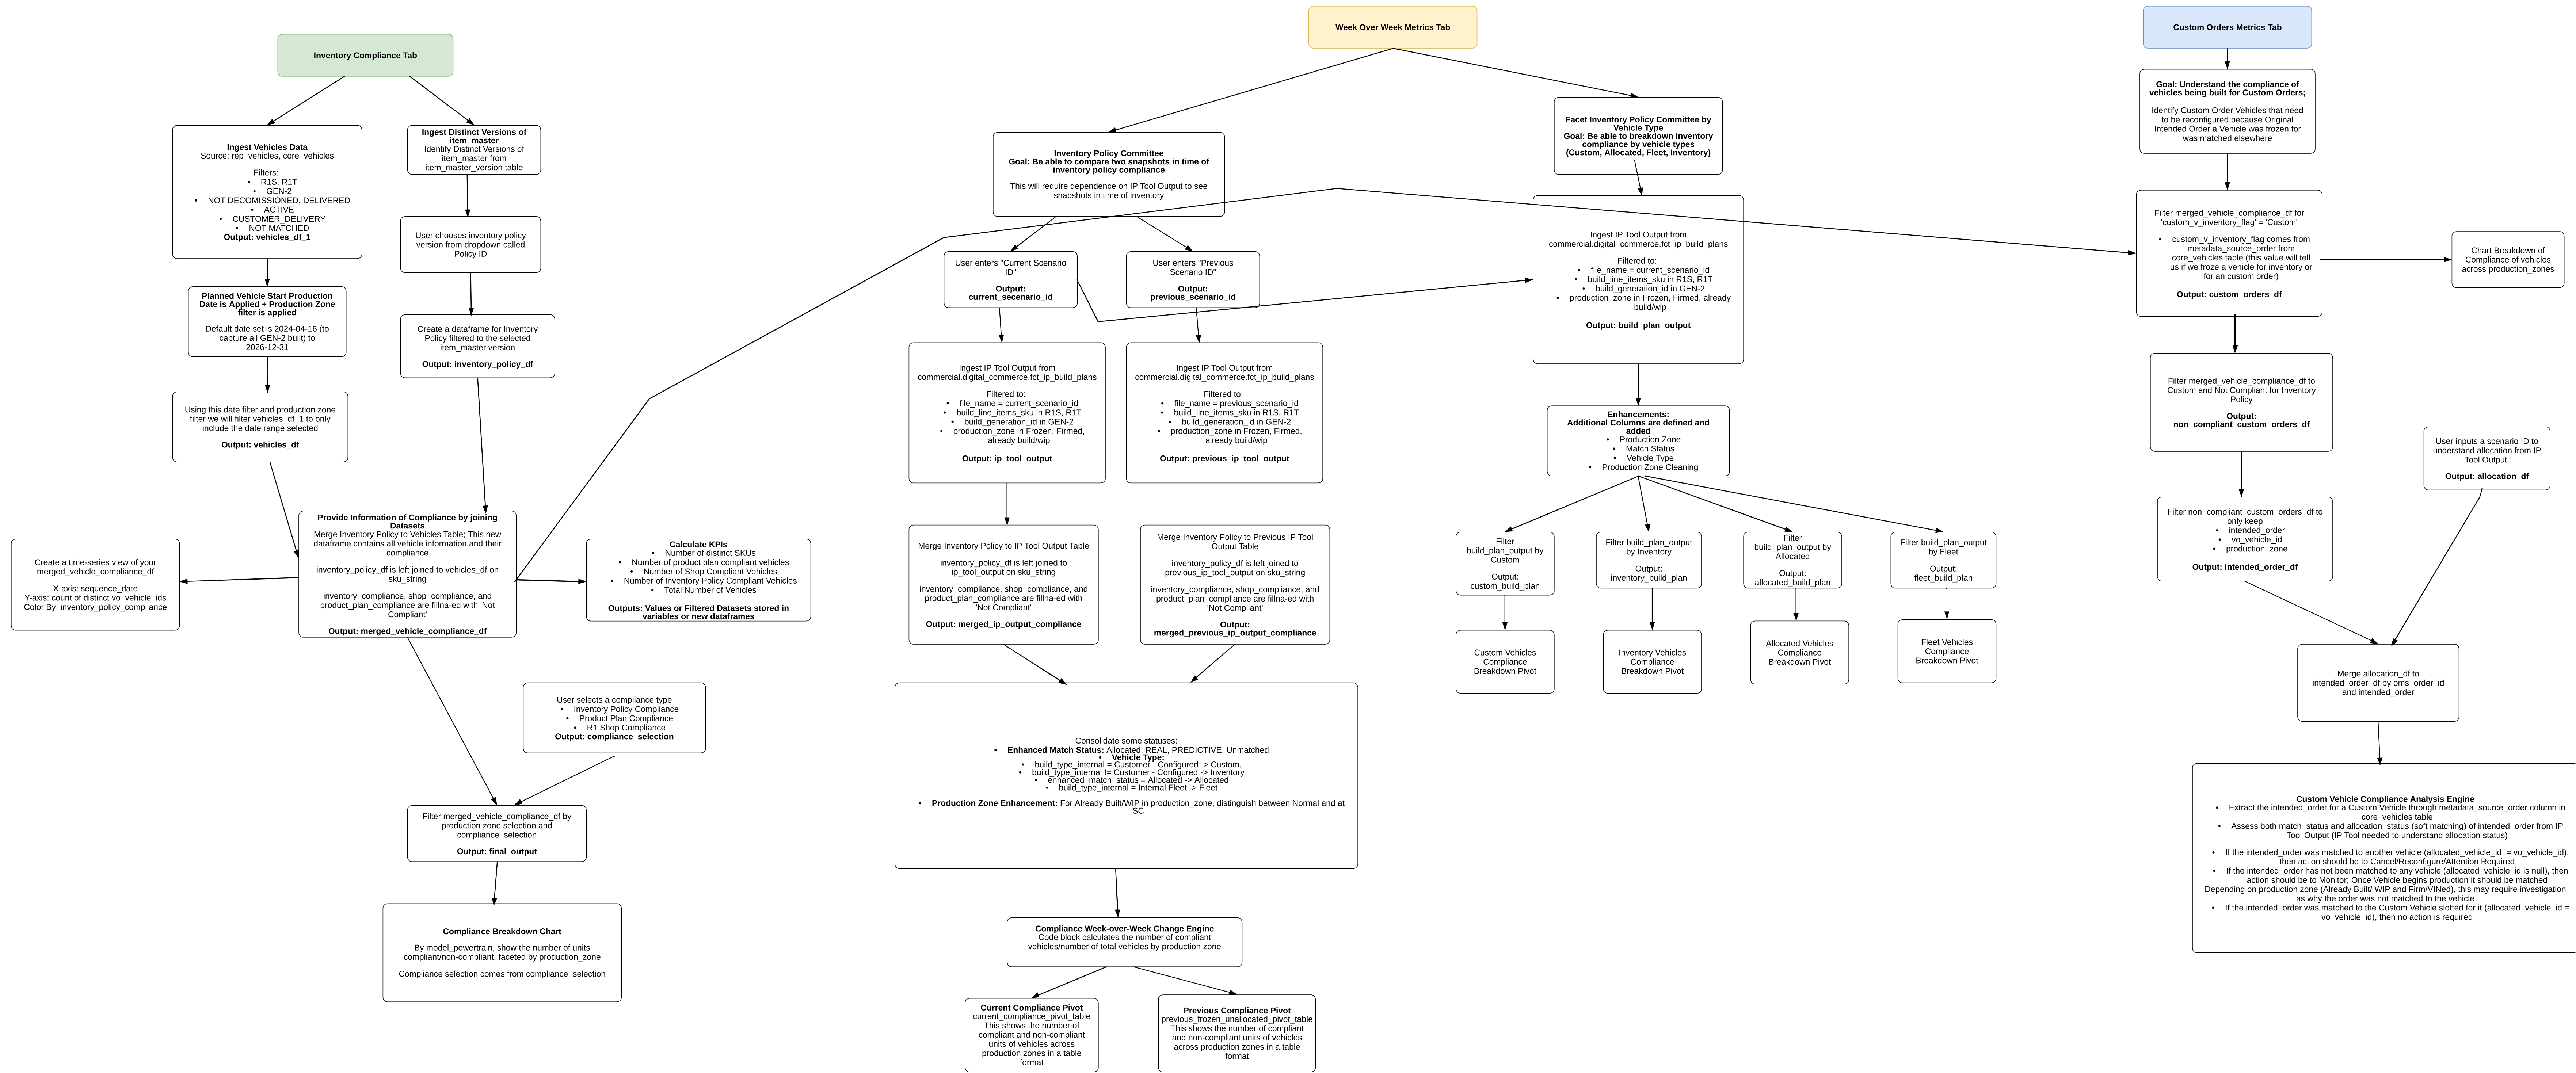 Inventory Compliance Tab
Ingest Vehicles Data
Source: rep_vehicles, core_vehicles
Filters:
• R1S, R1T
• GEN-2
• NOT DECOMISSIONED, DELIVERED
• ACTIVE
• CUSTOMER_DELIVERY
• NOT MATCHED
Output: vehicles_df_1
Ingest Distinct Versions of
item_master
Identify Distinct Versions of
item_master from
item_master_version table
User chooses inventory policy
version from dropdown called
Policy ID
Planned Vehicle Start Production
Date is Applied + Production Zone
filter is applied
Default date set is 2024-04-16 (to
capture all GEN-2 built) to
2026-12-31
Create a dataframe for Inventory
Policy filtered to the selected
item_master version
Output: inventory_policy_df
Using this date filter and production zone
filter we will filter vehicles_df_1 to only
include the date range selected
Output: vehicles_df
Create a time-series view of your
merged_vehicle_compliance_df
X-axis: sequence_date
Y-axis: count of distinct vo_vehicle_ids
Color By: inventory_policy_compliance
Provide Information of Compliance by joining
Datasets
Merge Inventory Policy to Vehicles Table; This new
dataframe contains all vehicle information and their
compliance
inventory_policy_df is left joined to vehicles_df on
sku_string
inventory_compliance, shop_compliance, and
product_plan_compliance are fillna-ed with 'Not
Compliant'
Output: merged_vehicle_compliance_df
Calculate KPIs
• Number of distinct SKUs
• Number of product plan compliant vehicles
• Number of Shop Compliant Vehicles
• Number of Inventory Policy Compliant Vehicles
• Total Number of Vehicles
Outputs: Values or Filtered Datasets stored in
variables or new dataframes
User selects a compliance type
• Inventory Policy Compliance
• Product Plan Compliance
• R1 Shop Compliance
Output: compliance_selection
Filter merged_vehicle_compliance_df by
production zone selection and
compliance_selection
Output: final_output
Compliance Breakdown Chart
By model_powertrain, show the number of units
compliant/non-compliant, faceted by production_zone
Compliance selection comes from compliance_selection
Week Over Week Metrics Tab
Inventory Policy Committee
Goal: Be able to compare two snapshots in time of
inventory policy compliance
This will require dependence on IP Tool Output to see
snapshots in time of inventory
User enters "Current Scenario
ID"
Output:
current_secenario_id
User enters "Previous
Scenario ID"
Output:
previous_scenario_id
Ingest IP Tool Output from
commercial.digital_commerce.fct_ip_build_plans
Filtered to:
• file_name = current_scenario_id
• build_line_items_sku in R1S, R1T
• build_generation_id in GEN-2
• production_zone in Frozen, Firmed,
already build/wip
Output: ip_tool_output
Ingest IP Tool Output from
commercial.digital_commerce.fct_ip_build_plans
Filtered to:
• file_name = previous_scenario_id
• build_line_items_sku in R1S, R1T
• build_generation_id in GEN-2
• production_zone in Frozen, Firmed,
already build/wip
Output: previous_ip_tool_output
Merge Inventory Policy to IP Tool Output Table
inventory_policy_df is left joined to
ip_tool_output on sku_string
inventory_compliance, shop_compliance, and
product_plan_compliance are fillna-ed with
'Not Compliant'
Output: merged_ip_output_compliance
Merge Inventory Policy to Previous IP Tool
Output Table
inventory_policy_df is left joined to
previous_ip_tool_output on sku_string
inventory_compliance, shop_compliance, and
product_plan_compliance are fillna-ed with
'Not Compliant'
Output:
merged_previous_ip_output_compliance
Consolidate some statuses:
• Enhanced Match Status: Allocated, REAL, PREDICTIVE, Unmatched
• Vehicle Type:
• build_type_internal = Customer - Configured -> Custom,
• build_type_internal != Customer - Configured -> Inventory
• enhanced_match_status = Allocated -> Allocated
• build_type_internal = Internal Fleet -> Fleet
• Production Zone Enhancement: For Already Built/WIP in production_zone, distinguish between Normal and at
SC
Compliance Week-over-Week Change Engine
Code block calculates the number of compliant
vehicles/number of total vehicles by production zone
Current Compliance Pivot
current_compliance_pivot_table
This shows the number of
compliant and non-compliant
units of vehicles across
production zones in a table
format
Previous Compliance Pivot
previous_frozen_unallocated_pivot_table
This shows the number of compliant
and non-compliant units of vehicles
across production zones in a table
format
Facet Inventory Policy Committee by
Vehicle Type
Goal: Be able to breakdown inventory
compliance by vehicle types
(Custom, Allocated, Fleet, Inventory)
Ingest IP Tool Output from
commercial.digital_commerce.fct_ip_build_plans
Filtered to:
• file_name = current_scenario_id
• build_line_items_sku in R1S, R1T
• build_generation_id in GEN-2
• production_zone in Frozen, Firmed, already
build/wip
Output: build_plan_output
Enhancements:
Additional Columns are defined and
added
• Production Zone
• Match Status
• Vehicle Type
• Production Zone Cleaning
Filter
build_plan_output by
Custom
Output:
custom_build_plan
Filter build_plan_output
by Inventory
Output:
inventory_build_plan
Filter
build_plan_output by
Allocated
Output:
allocated_build_plan
Filter build_plan_output
by Fleet
Output:
fleet_build_plan
Custom Vehicles
Compliance
Breakdown Pivot
Inventory Vehicles
Compliance
Breakdown Pivot
Allocated Vehicles
Compliance
Breakdown Pivot
Fleet Vehicles
Compliance
Breakdown Pivot
Custom Orders Metrics Tab
Goal: Understand the compliance of
vehicles being built for Custom Orders;
Identify Custom Order Vehicles that need
to be reconfigured because Original
Intended Order a Vehicle was frozen for
was matched elsewhere
Filter merged_vehicle_compliance_df for
'custom_v_inventory_flag' = 'Custom'
• custom_v_inventory_flag comes from
metadata_source_order from
core_vehicles table (this value will tell
us if we froze a vehicle for inventory or
for an custom order)
Output: custom_orders_df
Chart Breakdown of
Compliance of vehicles
across production_zones
Filter merged_vehicle_compliance_df to
Custom and Not Compliant for Inventory
Policy
Output:
non_compliant_custom_orders_df
User inputs a scenario ID to
understand allocation from IP
Tool Output
Output: allocation_df
Filter non_compliant_custom_orders_df to
only keep
• intended_order
• vo_vehicle_id
• production_zone
Output: intended_order_df
Merge allocation_df to
intended_order_df by oms_order_id
and intended_order
Custom Vehicle Compliance Analysis Engine
• Extract the intended_order for a Custom Vehicle through metadata_source_order column in
core_vehicles table
• Assess both match_status and allocation_status (soft matching) of intended_order from IP
Tool Output (IP Tool needed to understand allocation status)
• If the intended_order was matched to another vehicle (allocated_vehicle_id != vo_vehicle_id),
then action should be to Cancel/Reconfigure/Attention Required
• If the intended_order has not been matched to any vehicle (allocated_vehicle_id is null), then
action should be to Monitor; Once Vehicle begins production it should be matched
Depending on production zone (Already Built/ WIP and Firm/VINed), this may require investigation
as why the order was not matched to the vehicle
• If the intended_order was matched to the Custom Vehicle slotted for it (allocated_vehicle_id =
vo_vehicle_id), then no action is required